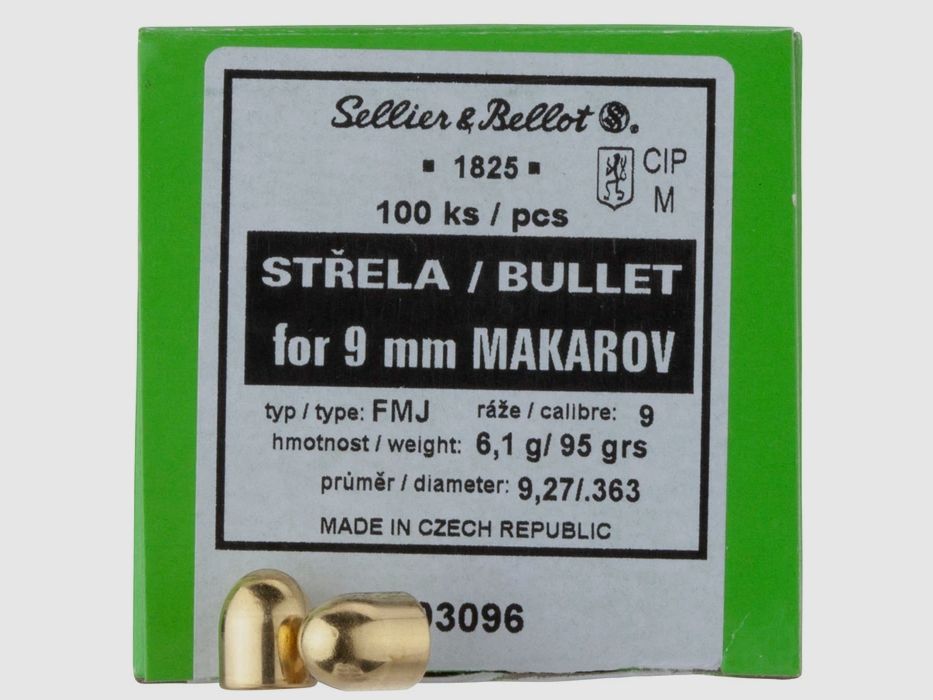 Sellier & Bellot S.
▪ 1825 ▪
CIP
M
100 ks / pcs
STŘELA / BULLET
for 9 mm MAKAROV
typ / type: FMJ ráže / calibre: 9
hmotnost / weight: 6,1 g/ 95 grs
průměr / diameter: 9,27/.363
MADE IN CZECH REPUBLIC
03096